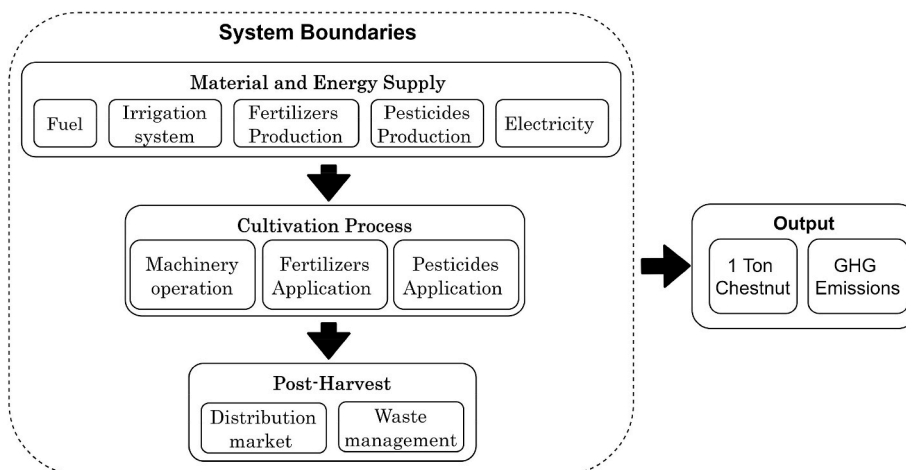 System Boundaries
Material and Energy Supply
Fuel
Irrigation
system
Fertilizers
Production
Pesticides
Production
Electricity
Cultivation Process
Machinery
operation
Fertilizers
Application
Pesticides
Application
Post-Harvest
Distribution
market
Waste
management
Output
1 Ton
Chestnut
GHG
Emissions